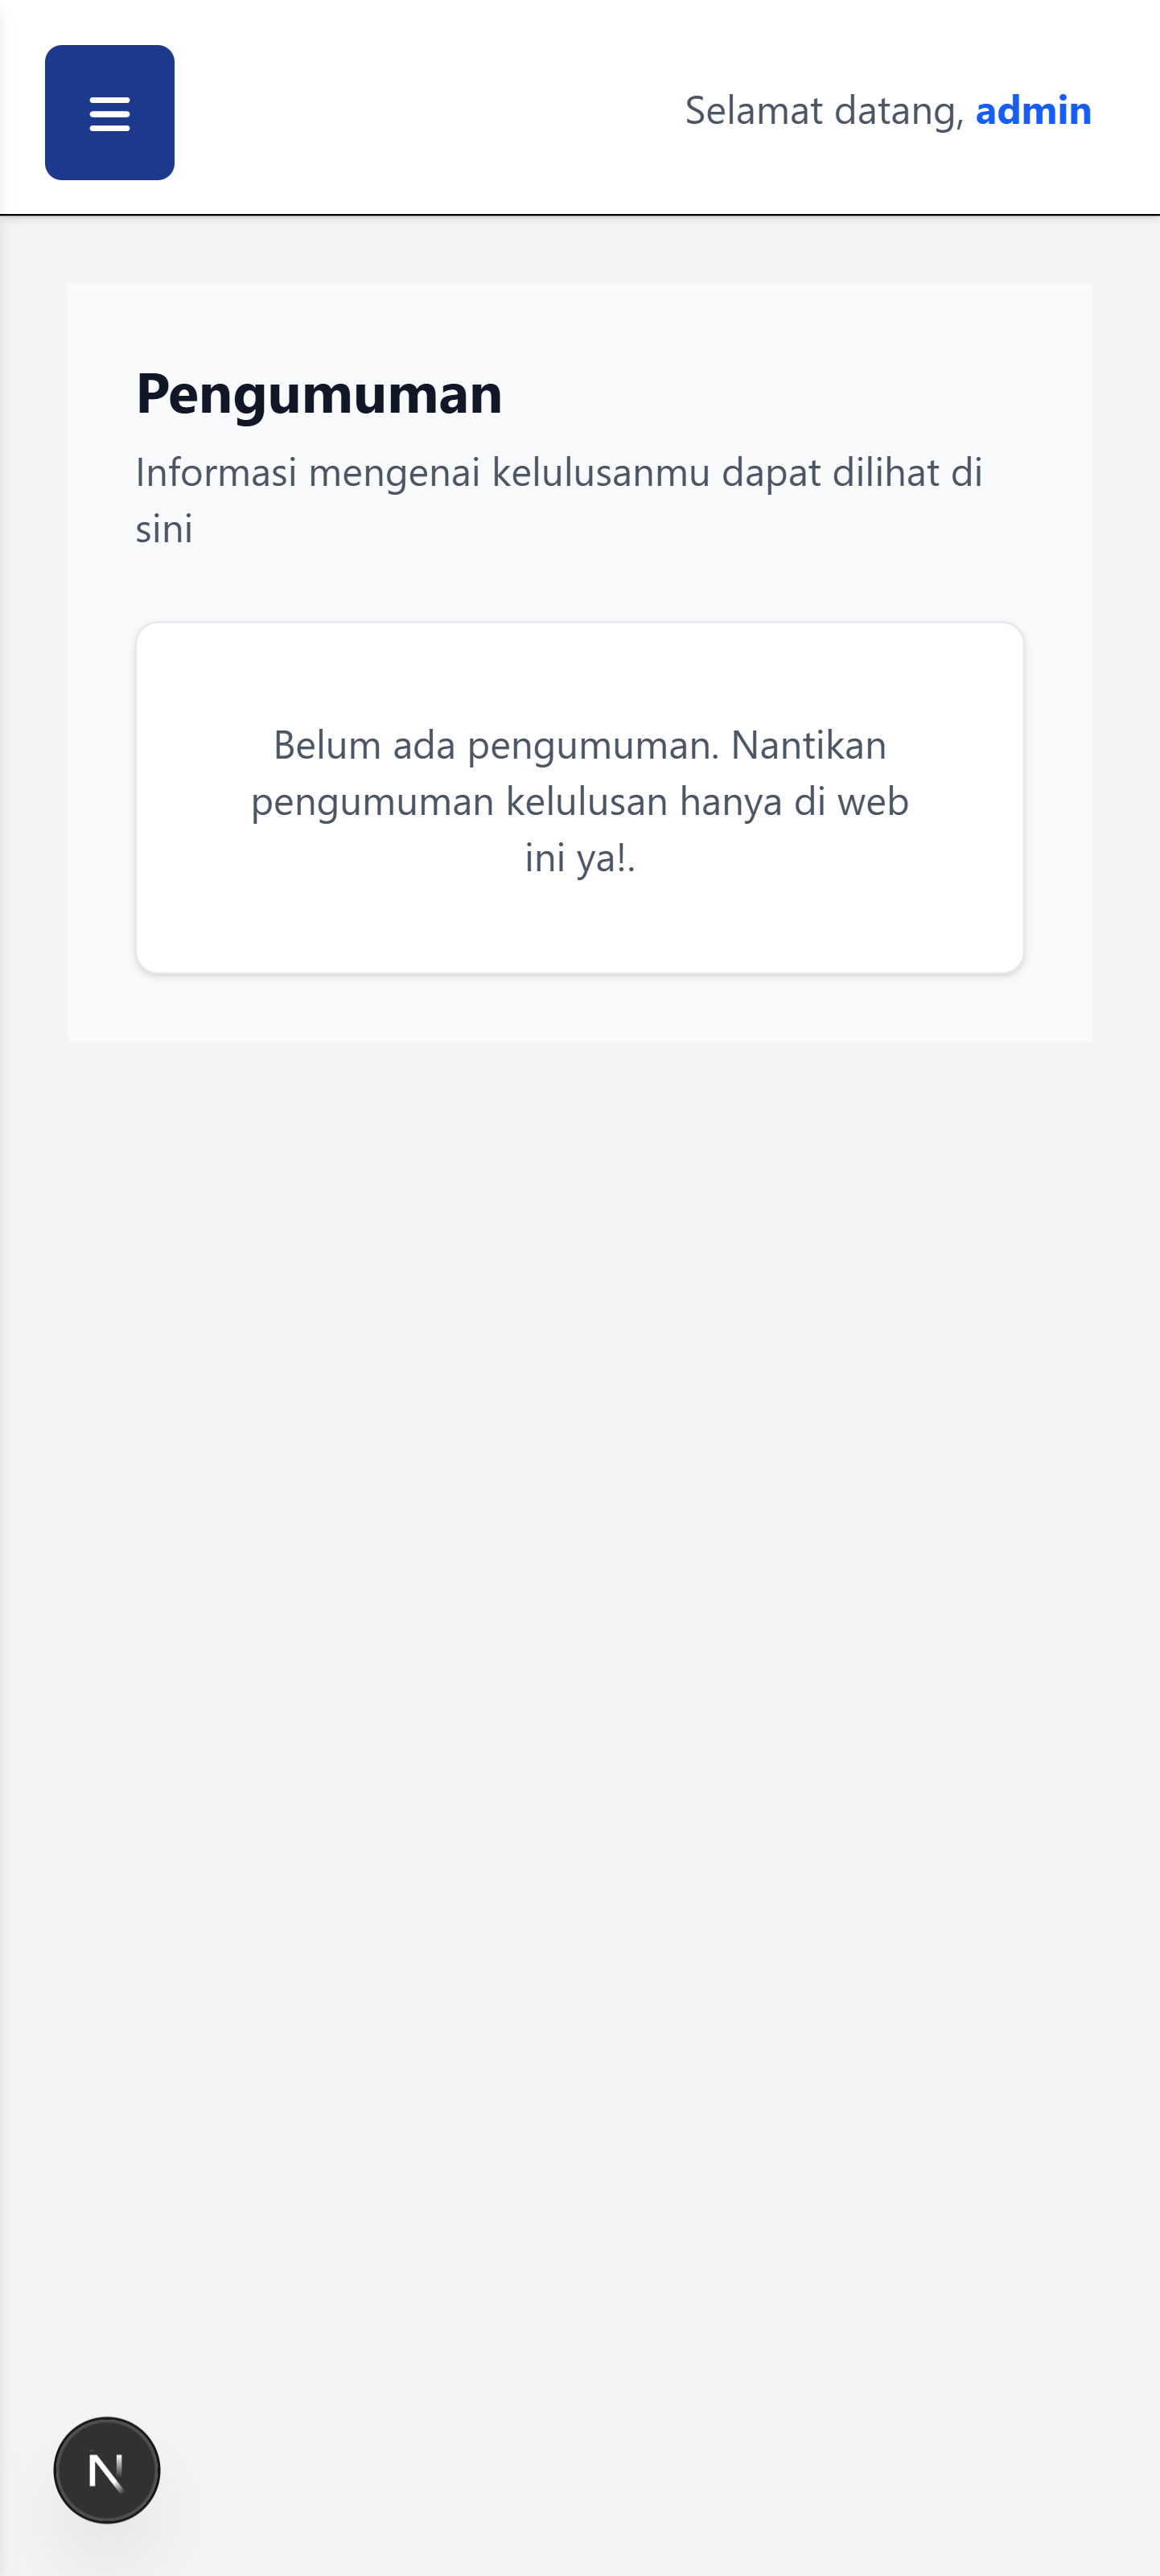 Selamat datang, admin
Pengumuman
Informasi mengenai kelulusanmu dapat dilihat di
sini
Belum ada pengumuman. Nantikan
pengumuman kelulusan hanya di web
ini ya!.
N